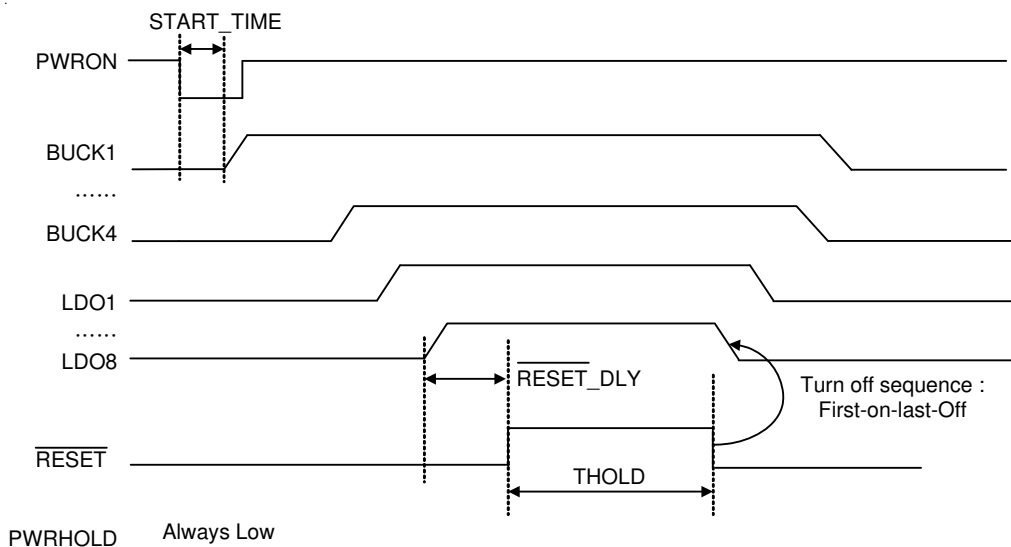 START_TIME
PWRON
BUCK1
......
BUCK4
LDO1
......
LDO8
RESET_DLY
Turn off sequence :
First-on-last-Off
RESET
THOLD
PWRHOLD Always Low